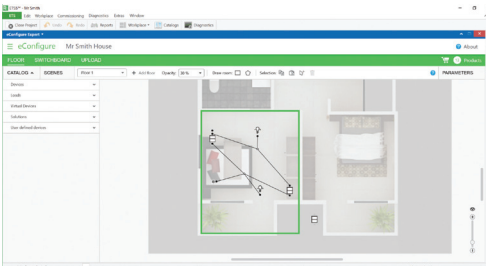 ETS6™ - Mr Smith
ETS Edit Workplace Commissioning Diagnostics Extras Window
Close Project Undo Redo Reports Workplace Catalogs Diagnostics
eConfigure Expert
eConfigure Mr Smith House About
FLOOR SWITCHBOARD UPLOAD Products
CATALOG SCENES Floor 1 + Add floor Opacity: 30 % Draw room: Selection: PARAMETERS
Devices
Loads
Virtual Devices
Solutions
User-defined devices